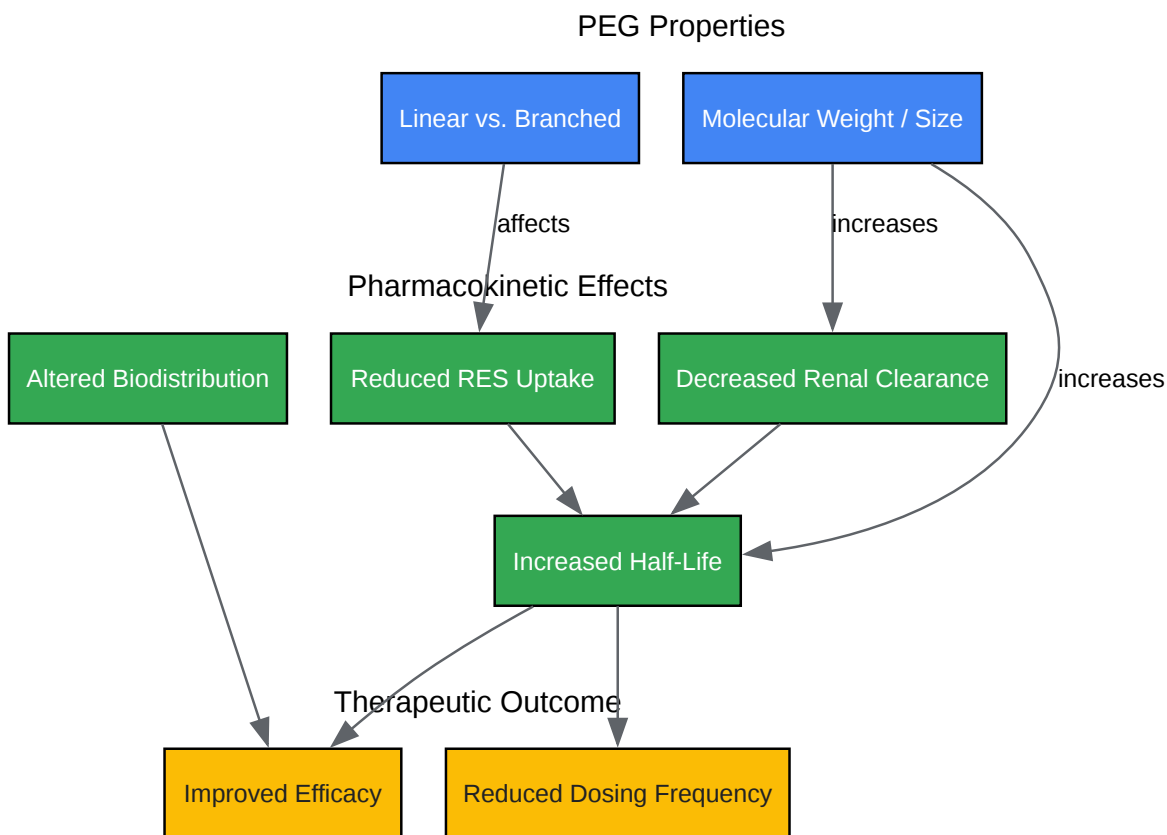 PEG Properties
Linear vs. Branched
Molecular Weight / Size
affects
increases
Pharmacokinetic Effects
Altered Biodistribution
Reduced RES Uptake
Decreased Renal Clearance
increases
Increased Half-Life
Therapeutic Outcome
Improved Efficacy
Reduced Dosing Frequency